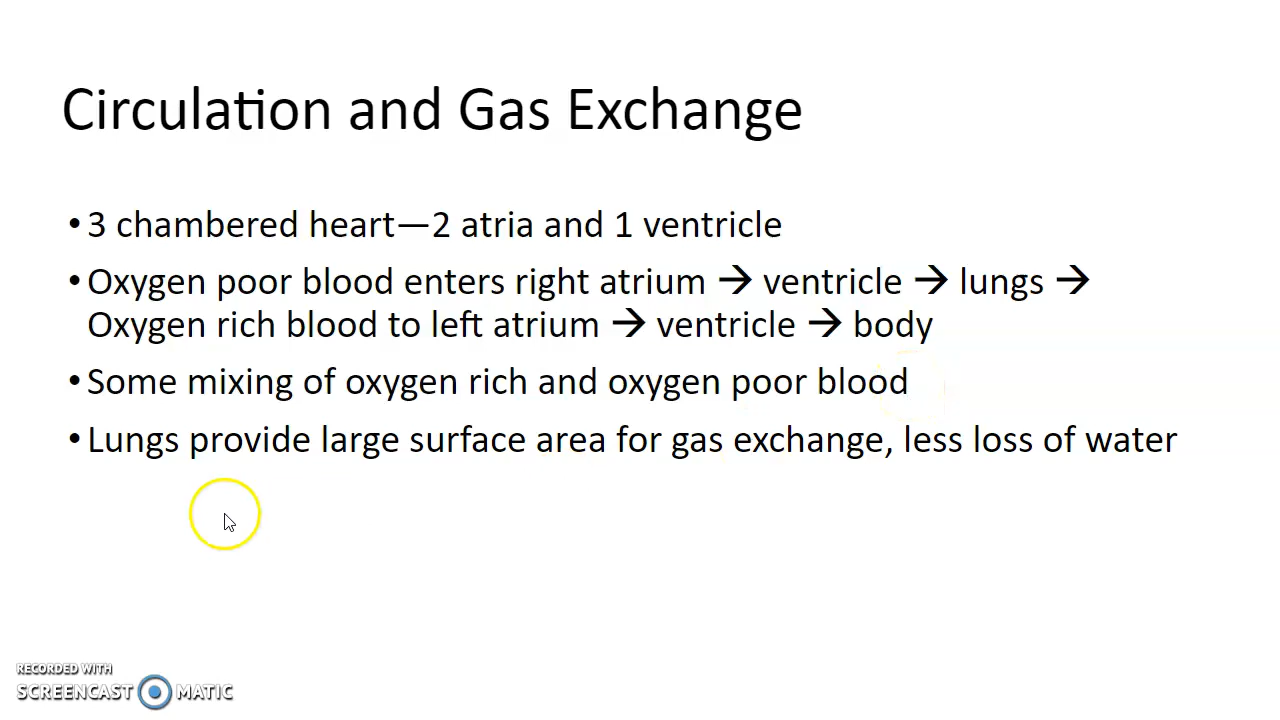 Circulation and Gas Exchange
• 3 chambered heart—2 atria and 1 ventricle
• Oxygen poor blood enters right atrium → ventricle → lungs →
Oxygen rich blood to left atrium → ventricle → body
• Some mixing of oxygen rich and oxygen poor blood
• Lungs provide large surface area for gas exchange, less loss of water
RECORDED WITH
SCREENCAST MATIC